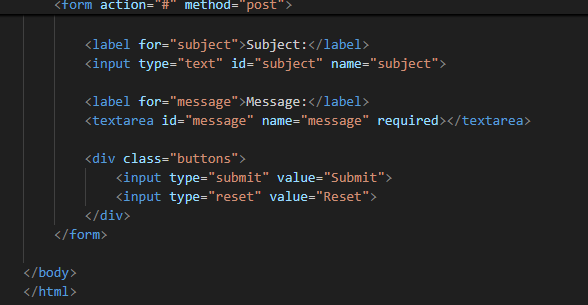 <form action="#" method="post">
<label for="subject">Subject:</label>
<input type="text" id="subject" name="subject">
<label for="message">Message:</label>
<textarea id="message" name="message" required></textarea>
<div class="buttons">
<input type="submit" value="Submit">
<input type="reset" value="Reset">
</div>
</form>
</body>
</html>